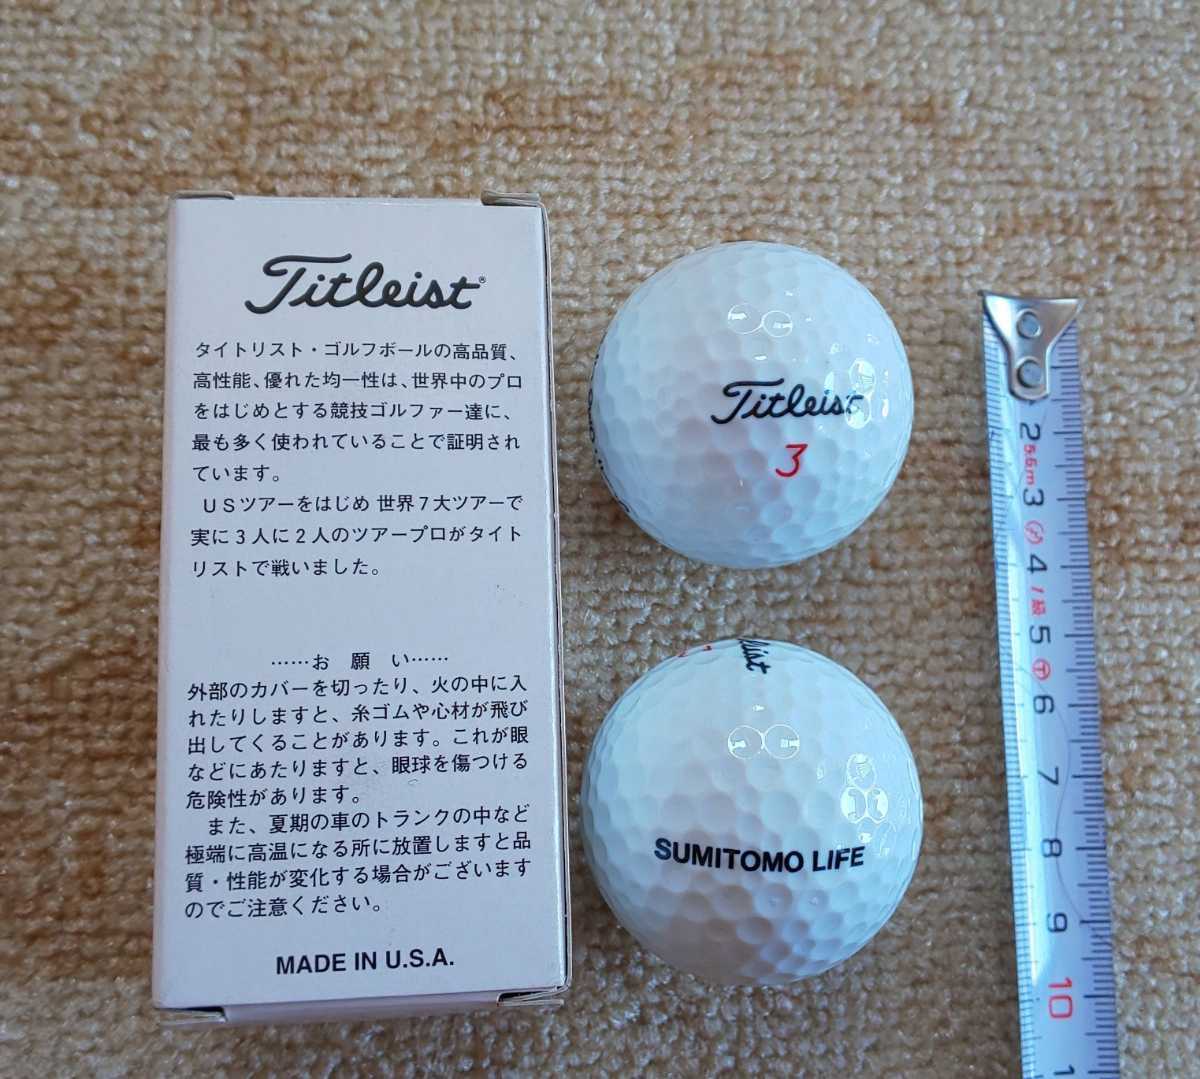 Titleist®
タイトリスト・ゴルフボールの高品質、
高性能、優れた均一性は、世界中のプロ
をはじめとする競技ゴルファー達に、
最も多く使われていることで証明され
ています。
ＵＳツアーをはじめ 世界７大ツアーで
実に３人に２人のツアープロがタイト
リストで戦いました。
……お 願 い……
外部のカバーを切ったり、火の中に入
れたりしますと、糸ゴムや心材が飛び
出してくることがあります。これが眼
などにあたりますと、眼球を傷つける
危険性があります。
また、夏期の車のトランクの中など
極端に高温になる所に放置しますと品
質・性能が変化する場合がございます
のでご注意ください。
MADE IN U.S.A.
Titleist
3
SUMITOMO LIFE
2
5.5m
3
4
1級
5
6
7
8
9
10